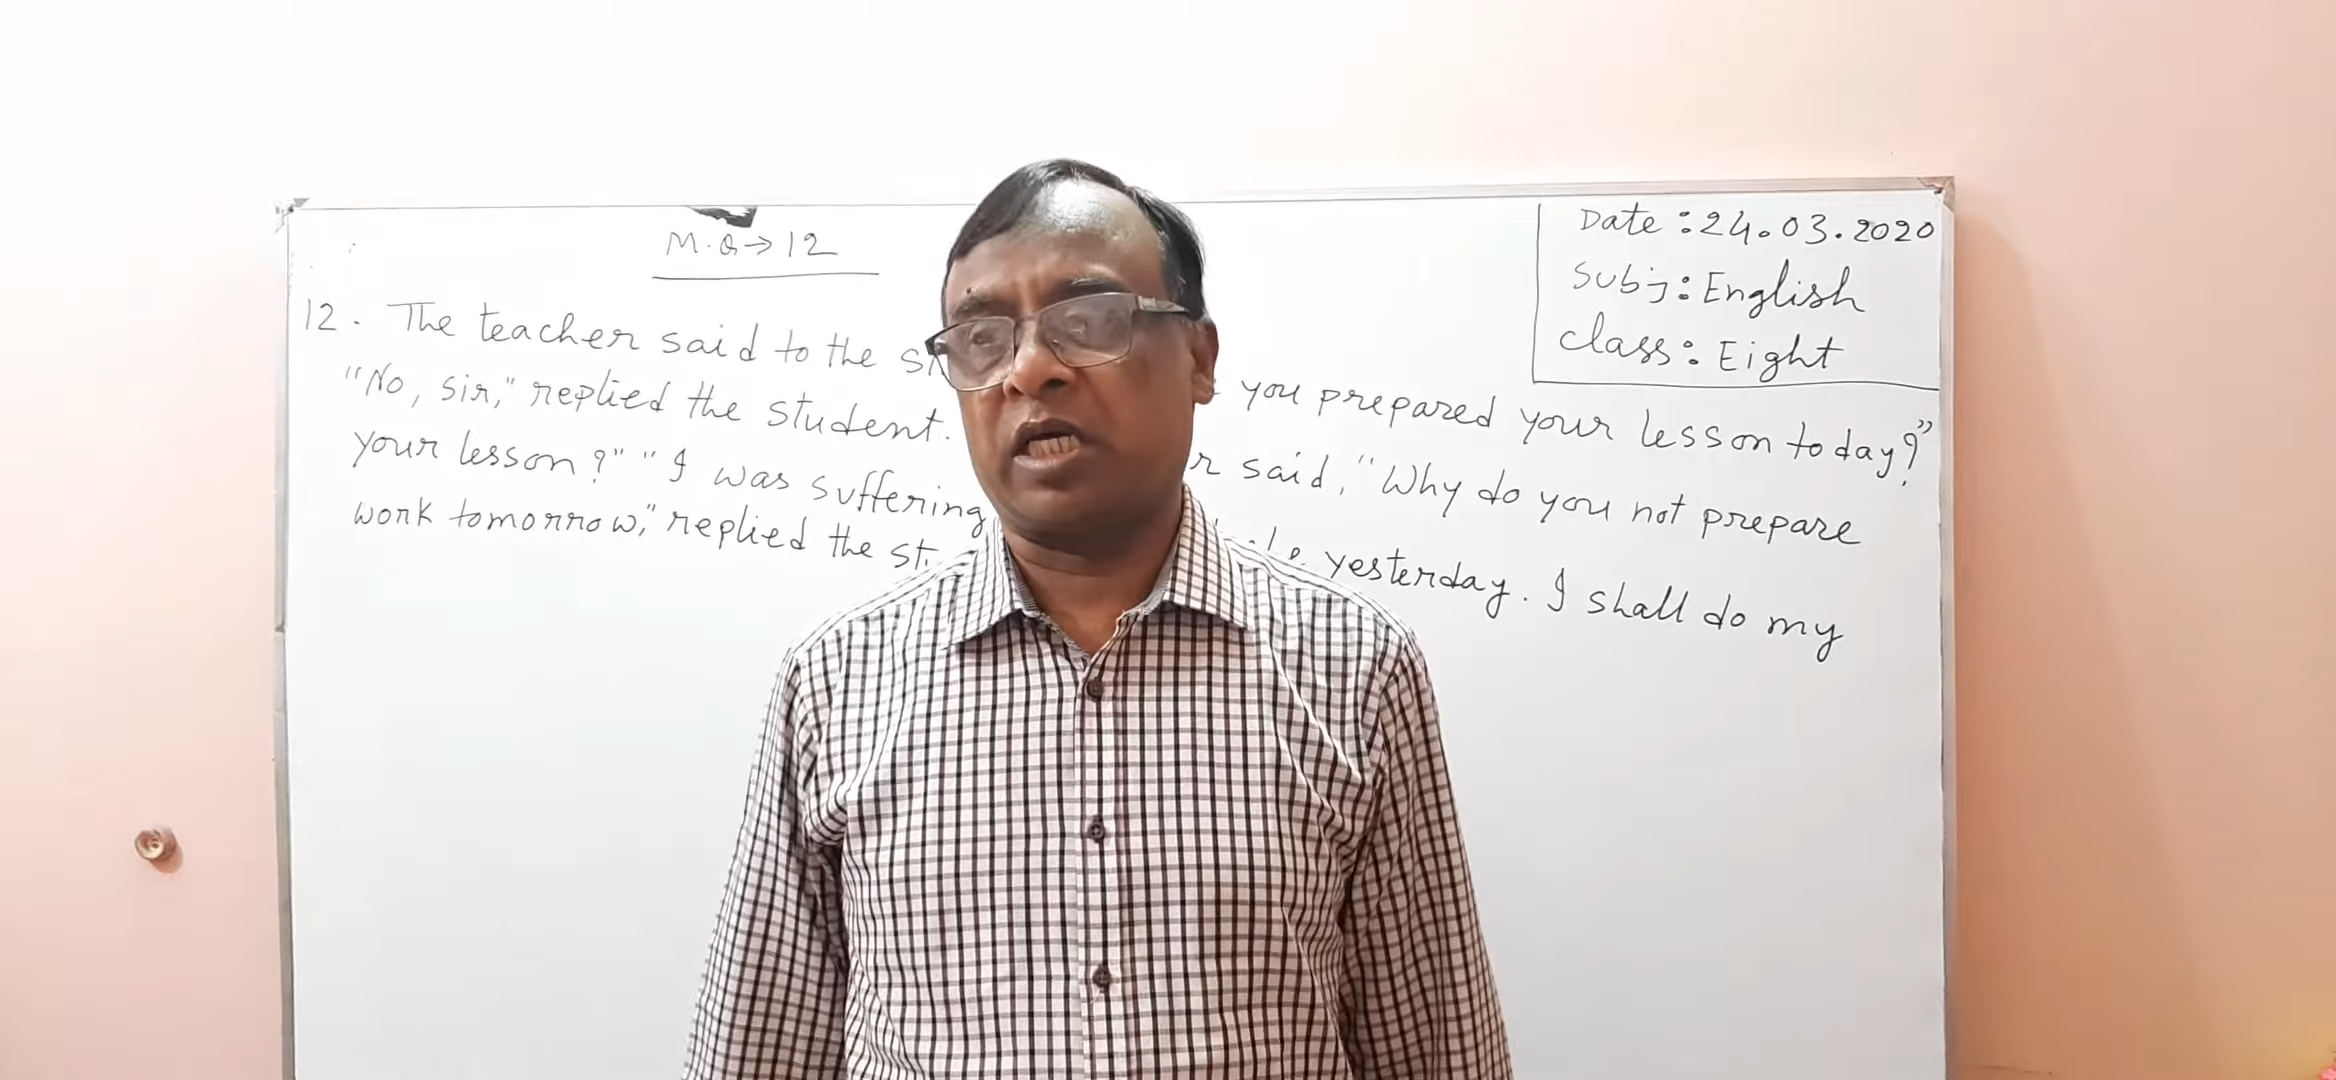 M.Q→12
Date : 24.03.2020
Subj : English
Class : Eight
12. The teacher said to the you prepared your lesson today?"
"No, sir," replied the student. said, "Why do you not prepare
your lesson?" "I was suffering yesterday. I shall do my
work tomorrow," replied the